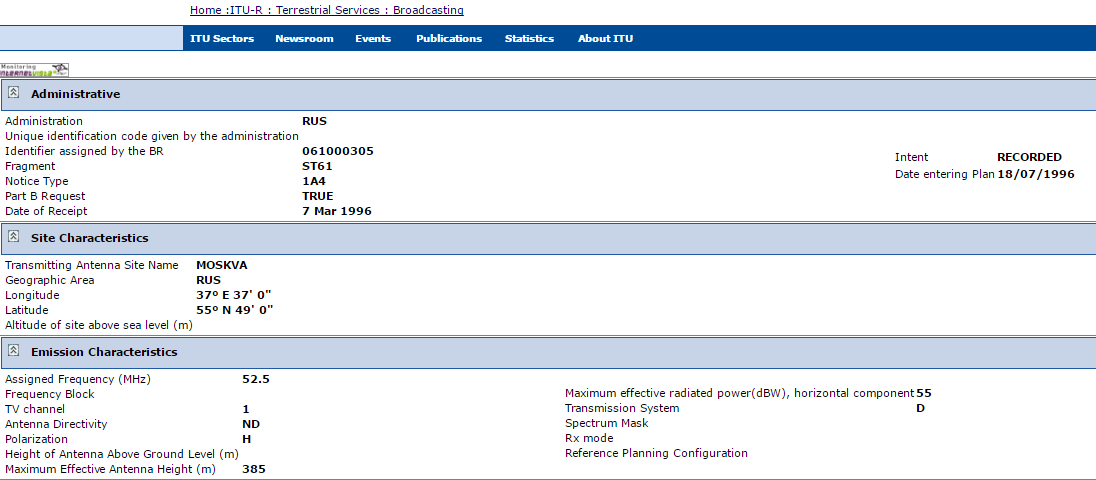 Home :ITU-R : Terrestrial Services : Broadcasting
ITU Sectors Newsroom Events Publications Statistics About ITU
Monitoring
INTERNETVISTA
Administrative
Administration RUS
Unique identification code given by the administration
Identifier assigned by the BR 061000305
Intent RECORDED
Fragment ST61
Date entering Plan 18/07/1996
Notice Type 1A4
Part B Request TRUE
Date of Receipt 7 Mar 1996
Site Characteristics
Transmitting Antenna Site Name MOSKVA
Geographic Area RUS
Longitude 37º E 37' 0"
Latitude 55º N 49' 0"
Altitude of site above sea level (m)
Emission Characteristics
Assigned Frequency (MHz) 52.5
Frequency Block
Maximum effective radiated power(dBW), horizontal component 55
TV channel 1
Transmission System D
Antenna Directivity ND
Spectrum Mask
Polarization H
Rx mode
Height of Antenna Above Ground Level (m)
Reference Planning Configuration
Maximum Effective Antenna Height (m) 385